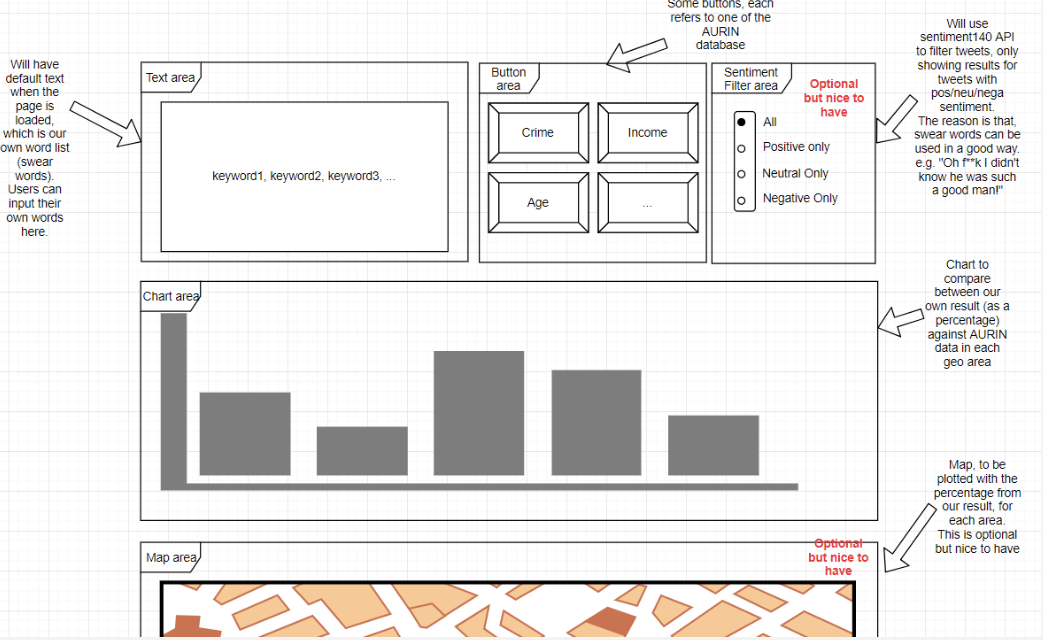 Some buttons, each
refers to one of the
AURIN
database
Will use
sentiment140 API
to filter tweets, only
showing results for
tweets with
pos/neu/nega
sentiment.
The reason is that,
swear words can be
used in a good way.
e.g. "Oh f**k I didn't
know he was such
a good man!"
Will have
default text
when the
page is
loaded,
which is our
own word list
(swear
words).
Users can
input their
own words
here.
Text area
keyword1, keyword2, keyword3, ...
Button
area
Crime
Income
Age
...
Sentiment
Filter area
Optional
but nice to
have
All
Positive only
Neutral Only
Negative Only
Chart area
Chart to
compare
between our
own result (as a
percentage)
against AURIN
data in each
geo area
Map area
Optional
but nice to
have
Map, to be
plotted with the
percentage from
our result, for
each area.
This is optional
but nice to have